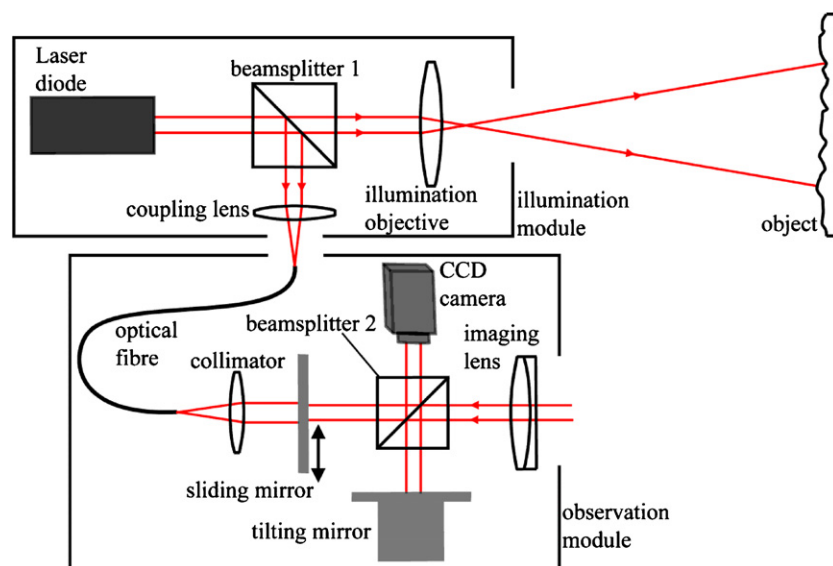 Laser
diode
beamsplitter 1
coupling lens
illumination
objective
illumination
module
object
optical
fibre
beamsplitter 2
CCD
camera
imaging
lens
collimator
sliding mirror
tilting mirror
observation
module